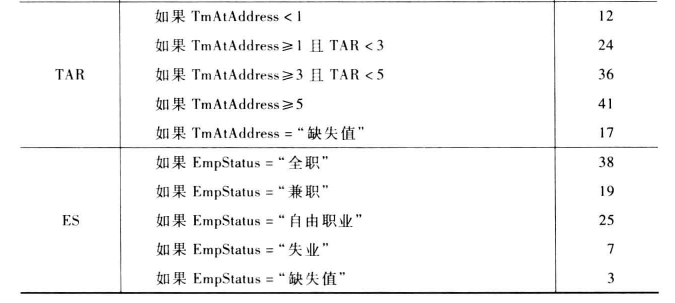 如果 TmAtAddress < 1 12
如果 TmAtAddress ≥ 1 且 TAR < 3 24
TAR 如果 TmAtAddress ≥ 3 且 TAR < 5 36
如果 TmAtAddress ≥ 5 41
如果 TmAtAddress = “缺失值” 17
如果 EmpStatus = “全职” 38
如果 EmpStatus = “兼职” 19
ES 如果 EmpStatus = “自由职业” 25
如果 EmpStatus = “失业” 7
如果 EmpStatus = “缺失值” 3